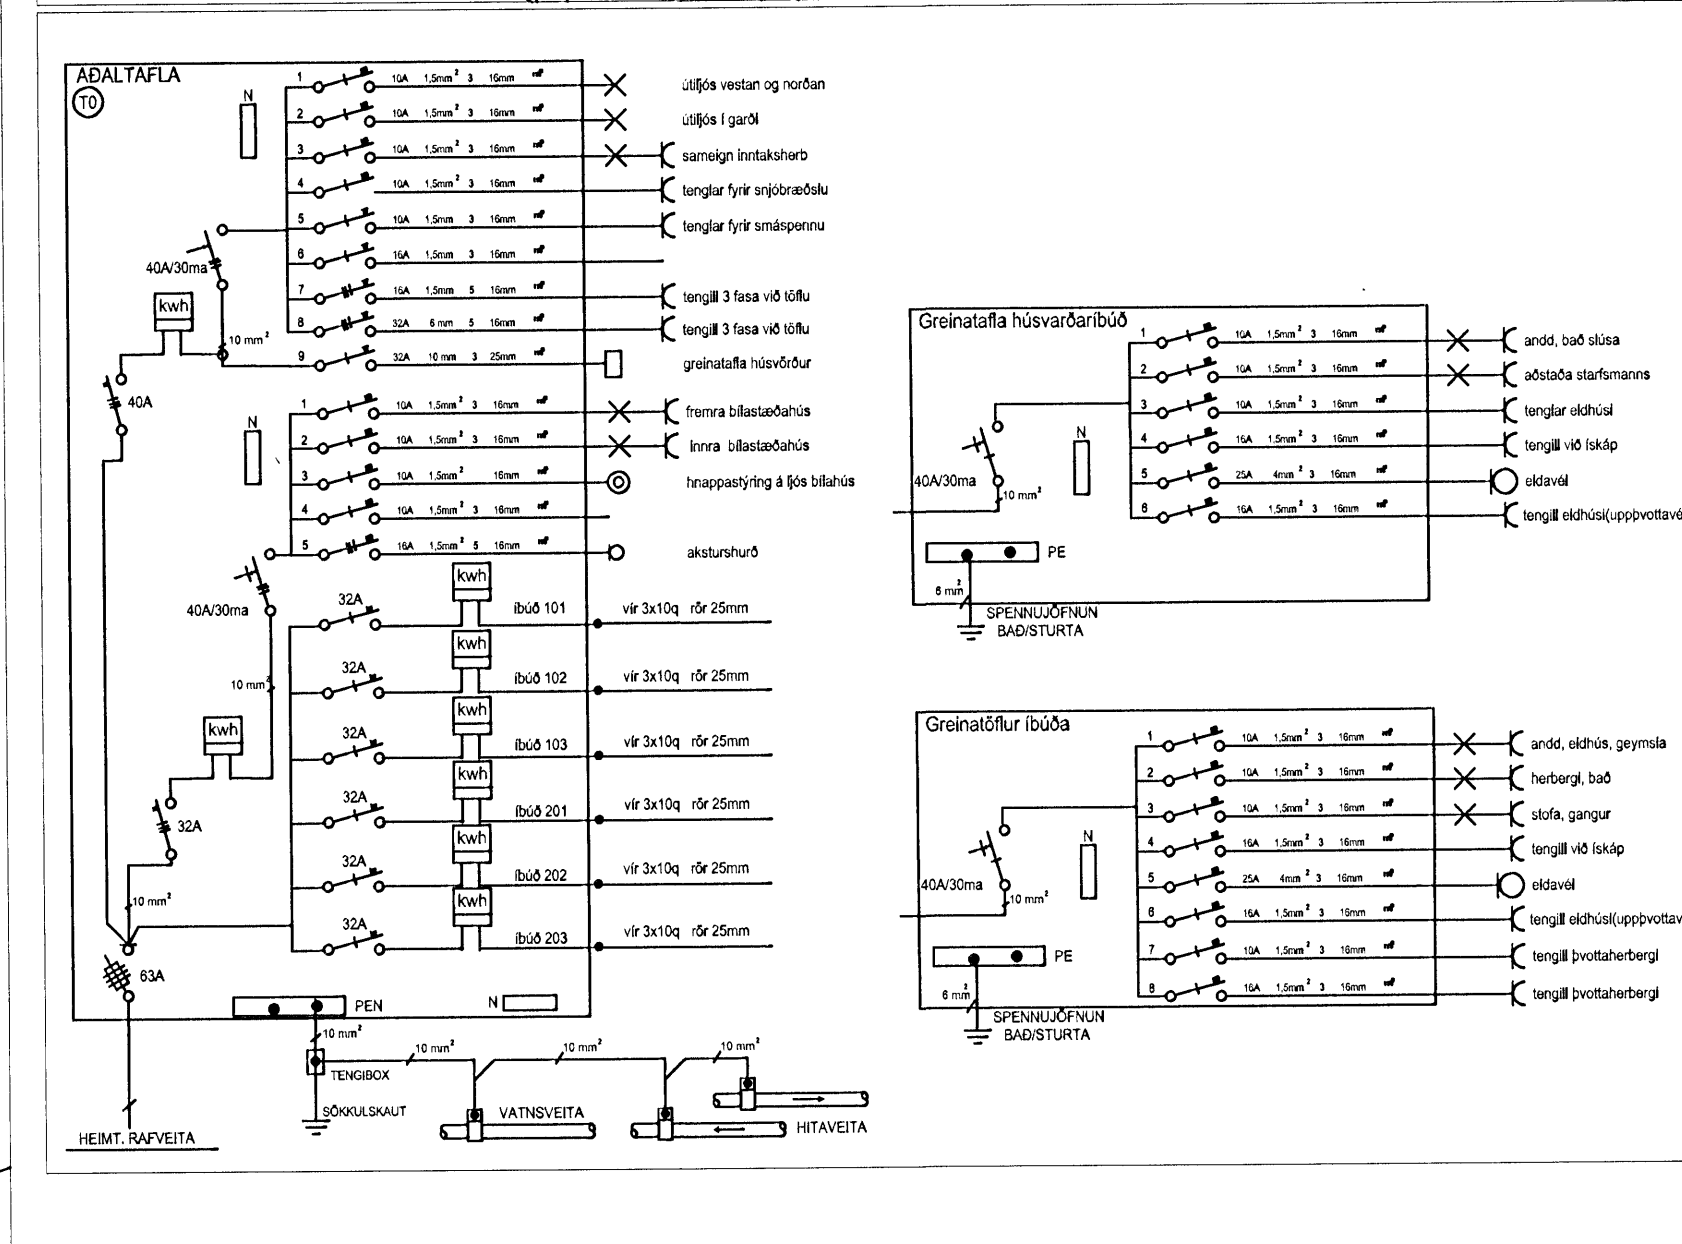 AÐALTAFLA
T0
N
1 10A 1,5mm² 3 16mm útiljós vestan og norðan
2 10A 1,5mm² 3 16mm útiljós í garði
3 10A 1,5mm² 3 16mm sameign inntaksherb
4 10A 1,5mm² 3 16mm tenglar fyrir snjóbræðslu
5 10A 1,5mm 3 16mm tenglar fyrir smáspennu
6 16A 1,5mm 3 16mm
7 16A 1,5mm 5 16mm tengill 3 fasa við töflu
8 32A 6 mm 5 16mm tengill 3 fasa við töflu
9 32A 10 mm 3 25mm greinatafla húsvörður
40A/30ma
kwh
10 mm²
40A
N
1 10A 1,5mm² 3 16mm fremra bílastæðahús
2 10A 1,5mm² 3 16mm innra bílastæðahús
3 10A 1,5mm² 3 16mm hnappastýring á ljós bílahús
4 10A 1,5mm² 3 16mm
5 16A 1,5mm² 5 16mm aksturshurð
40A/30ma
10 mm²
kwh
32A
10 mm²
32A kwh íbúð 101 vír 3x10q rör 25mm
32A kwh íbúð 102 vír 3x10q rör 25mm
32A kwh íbúð 103 vír 3x10q rör 25mm
32A kwh íbúð 201 vír 3x10q rör 25mm
32A kwh íbúð 202 vír 3x10q rör 25mm
32A kwh íbúð 203 vír 3x10q rör 25mm
63A
PEN
N
10 mm²
10 mm²
10 mm²
10 mm²
TENGIBOX
SÖKKULSKAUT
VATNSVEITA
HITAVEITA
HEIMT. RAFVEITA
Greinatafla húsvarðaríbúð
1 10A 1,5mm² 3 16mm andd, bað slúsa
2 10A 1,5mm² 3 16mm aðstaða starfsmanns
3 10A 1,5mm² 3 16mm tenglar eldhúsi
4 16A 1,5mm² 3 16mm tengill við ískáp
5 25A 4mm² 3 16mm eldavél
6 16A 1,5mm² 3 16mm tengill eldhúsi(uppþvottavé
40A/30ma
10 mm²
N
PE
6 mm²
SPENNUJÖFNUN
BAÐ/STURTA
Greinatöflur íbúða
1 10A 1,5mm² 3 16mm andd, eldhús, geymsla
2 10A 1,5mm² 3 16mm herbergi, bað
3 10A 1,5mm² 3 16mm stofa, gangur
4 16A 1,5mm² 3 16mm tengill við ískáp
5 25A 4mm² 3 16mm eldavél
6 16A 1,5mm² 3 16mm tengill eldhúsi(uppþvottav
7 10A 1,5mm² 3 16mm tengill þvottaherbergi
8 16A 1,5mm² 3 16mm tengill þvottaherbergi
40A/30ma
10 mm²
N
PE
6 mm²
SPENNUJÖFNUN
BAÐ/STURTA